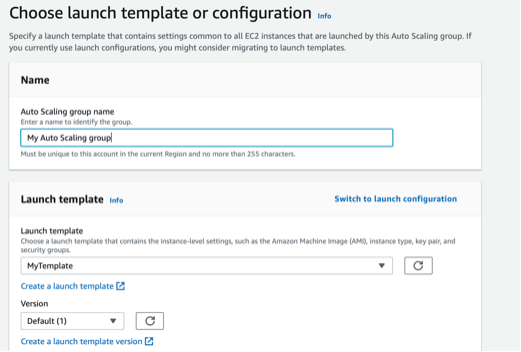 Choose launch template or configuration Info
Specify a launch template that contains settings common to all EC2 instances that are launched by this Auto Scaling group. If
you currently use launch configurations, you might consider migrating to launch templates.
Name
Auto Scaling group name
Enter a name to identify the group.
My Auto Scaling group
Must be unique to this account in the current Region and no more than 255 characters.
Launch template Info
Switch to launch configuration
Launch template
Choose a launch template that contains the instance-level settings, such as the Amazon Machine Image (AMI), instance type, key pair, and
security groups.
MyTemplate
Create a launch template
Version
Default (1)
Create a launch template version